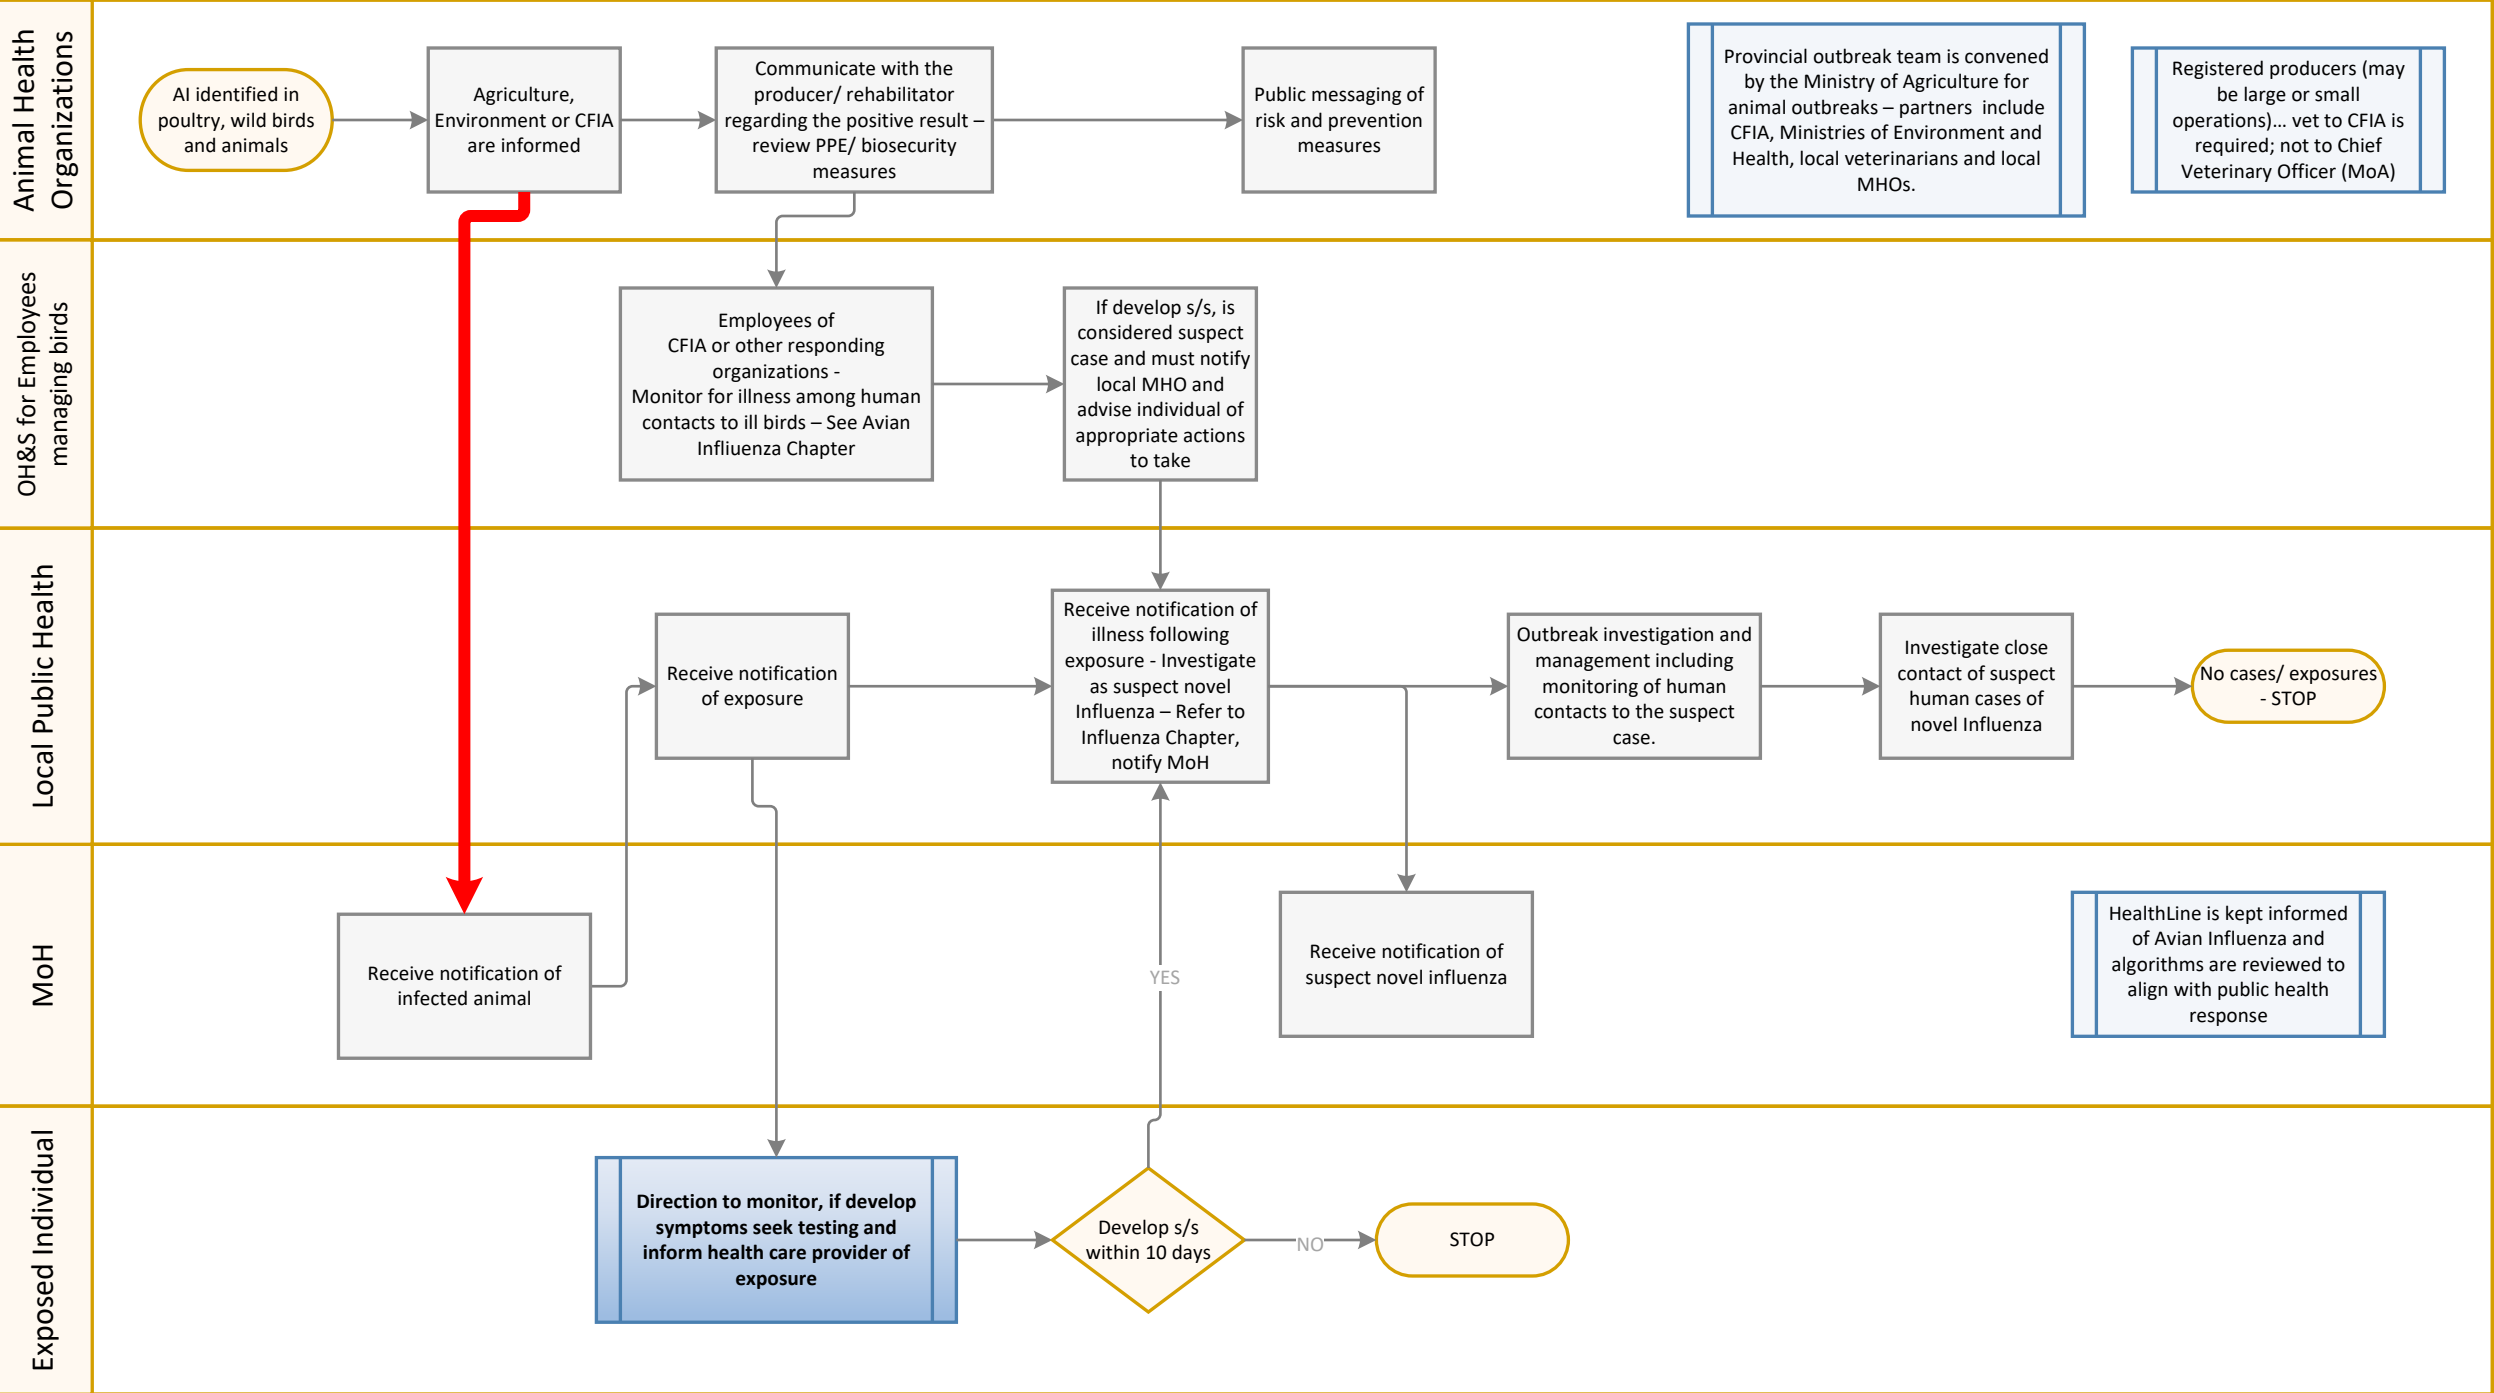 Animal Health
Organizations
AI identified in
poultry, wild birds
and animals
Agriculture,
Environment or CFIA
are informed
Communicate with the
producer/ rehabilitator
regarding the positive result –
review PPE/ biosecurity
measures
Public messaging of
risk and prevention
measures
Provincial outbreak team is convened
by the Ministry of Agriculture for
animal outbreaks – partners  include
CFIA, Ministries of Environment and
Health, local veterinarians and local
MHOs.
Registered producers (may
be large or small
operations)... vet to CFIA is
required; not to Chief
Veterinary Officer (MoA)
OH&S for Employees
managing birds
Employees of
CFIA or other responding
organizations -
Monitor for illness among human
contacts to ill birds – See Avian
Infliuenza Chapter
If develop s/s, is
considered suspect
case and must notify
local MHO and
advise individual of
appropriate actions
to take
Local Public Health
Receive notification
of exposure
Receive notification of
illness following
exposure - Investigate
as suspect novel
Influenza – Refer to
Influenza Chapter,
notify MoH
Outbreak investigation and
management including
monitoring of human
contacts to the suspect
case.
Investigate close
contact of suspect
human cases of
novel Influenza
No cases/ exposures
- STOP
MoH
Receive notification of
infected animal
YES
Receive notification of
suspect novel influenza
HealthLine is kept informed
of Avian Influenza and
algorithms are reviewed to
align with public health
response
Exposed Individual
Direction to monitor, if develop
symptoms seek testing and
inform health care provider of
exposure
Develop s/s
within 10 days
NO
STOP